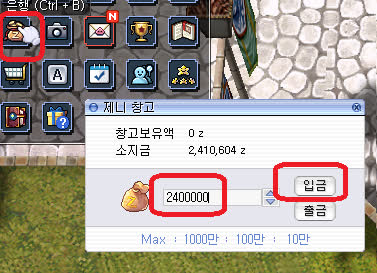 은행 (Ctrl + B)
N
A
?
제니 창고
창고보유액 0 z
소지금 2,410,604 z
2400000
입금
출금
Max : 1000만 : 100만 : 10만